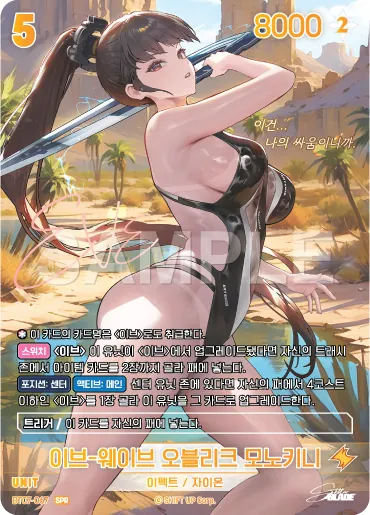 5 8000 2
이건...
나의 싸움이니까.
SAMPLE
✱ 이 카드의 카드명은 <이브>로도 취급한다.
스위치 <이브> 이 유닛이 <이브>에서 업그레이드됐다면 자신의 트래시
존에서 아이템 카드를 2장까지 골라 패에 넣는다.
포지션: 센터 액티브: 메인 센터 유닛 존에 있다면 자신의 패에서 4코스트
이하인 <이브>를 1장 골라 이 유닛을 그 카드로 업그레이드한다.
트리거 / 이 카드를 자신의 패에 넣는다.
이브-웨이브 오블리크 모노키니
UNIT 이펙트 / 자이온
BT07-067 SPR © SHIFT UP Corp. Stellar BLADE